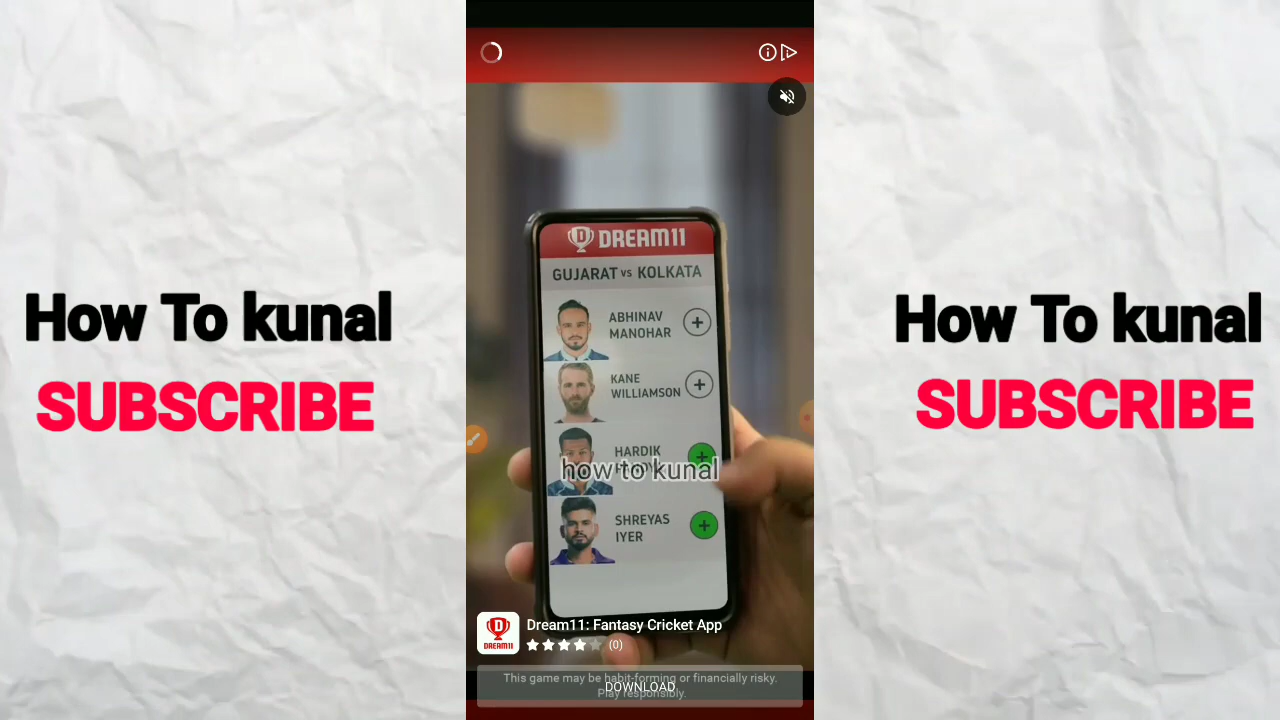 How To kunal
SUBSCRIBE
DREAM11
GUJARAT vs KOLKATA
ABHINAV
MANOHAR
KANE
WILLIAMSON
HARDIK
how to kunal
SHREYAS
IYER
DREAM11
Dream11: Fantasy Cricket App
(0)
This game may be habit-forming or financially risky.
DOWNLOAD
Play responsibly.
How To kunal
SUBSCRIBE